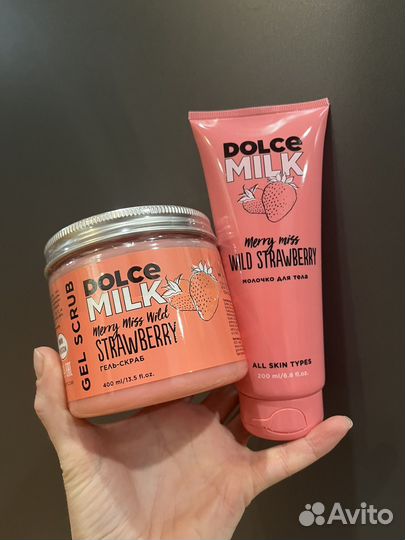 GEL SCRUB
DOLCE
MILK
Merry Miss Wild
STRAWBERRY
ГЕЛЬ-СКРАБ
400 ml/13.5 fl.oz.
DOLCE
MILK
Merry miss
WILD STRAWBERRY
МОЛОЧКО ДЛЯ ТЕЛА
ALL SKIN TYPES
200 ml/6.8 fl.oz.
Avito